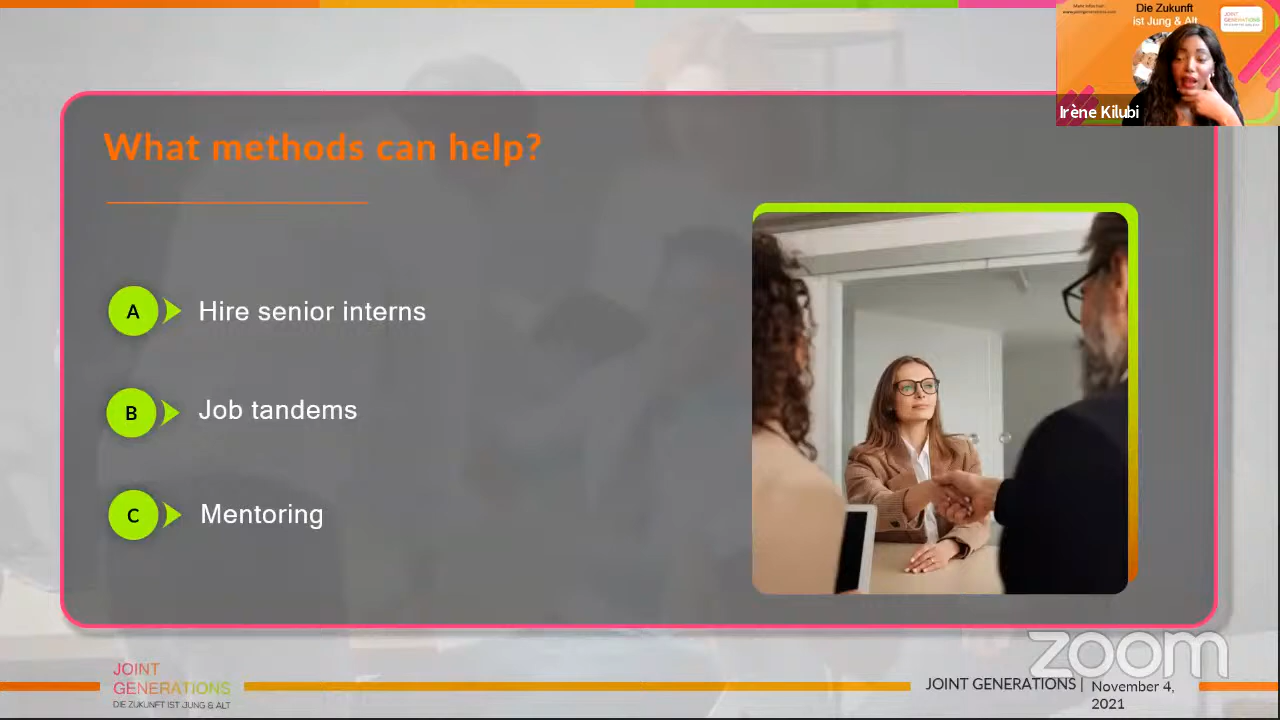 Die Zukunft
ist Jung & Alt
JOINT
Irène Kilubi
What methods can help?
A Hire senior interns
B Job tandems
C Mentoring
zoom
JOINT
GENERATIONS
DIE ZUKUNFT IST JUNG & ALT
JOINT GENERATIONS | November 4,
2021